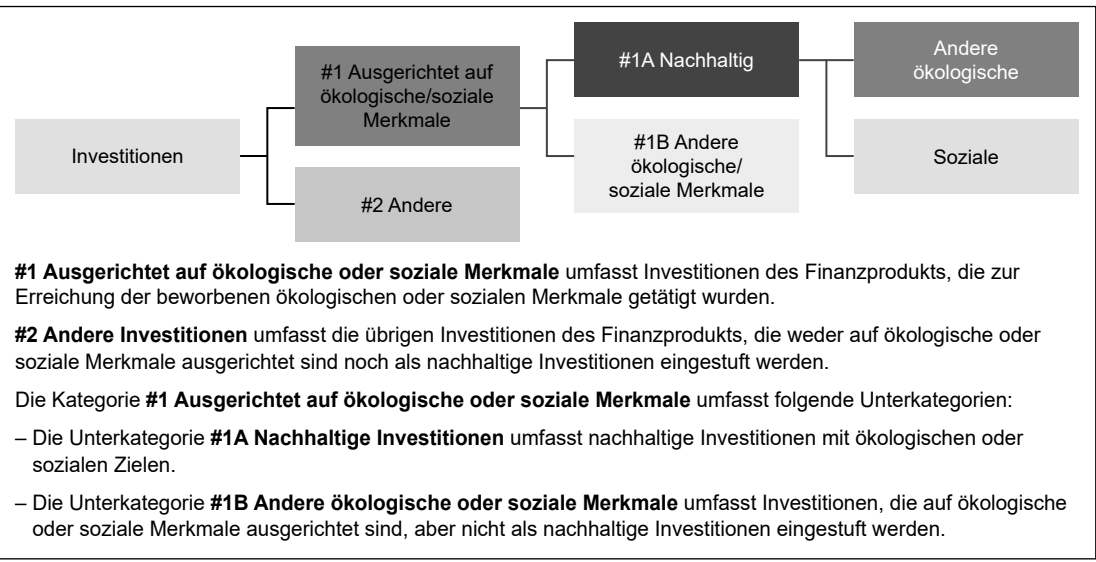 Investitionen
#1 Ausgerichtet auf
ökologische/soziale
Merkmale
#2 Andere
#1A Nachhaltig
#1B Andere
ökologische/
soziale Merkmale
Andere
ökologische
Soziale
#1 Ausgerichtet auf ökologische oder soziale Merkmale umfasst Investitionen des Finanzprodukts, die zur
Erreichung der beworbenen ökologischen oder sozialen Merkmale getätigt wurden.
#2 Andere Investitionen umfasst die übrigen Investitionen des Finanzprodukts, die weder auf ökologische oder
soziale Merkmale ausgerichtet sind noch als nachhaltige Investitionen eingestuft werden.
Die Kategorie #1 Ausgerichtet auf ökologische oder soziale Merkmale umfasst folgende Unterkategorien:
– Die Unterkategorie #1A Nachhaltige Investitionen umfasst nachhaltige Investitionen mit ökologischen oder
sozialen Zielen.
– Die Unterkategorie #1B Andere ökologische oder soziale Merkmale umfasst Investitionen, die auf ökologische
oder soziale Merkmale ausgerichtet sind, aber nicht als nachhaltige Investitionen eingestuft werden.